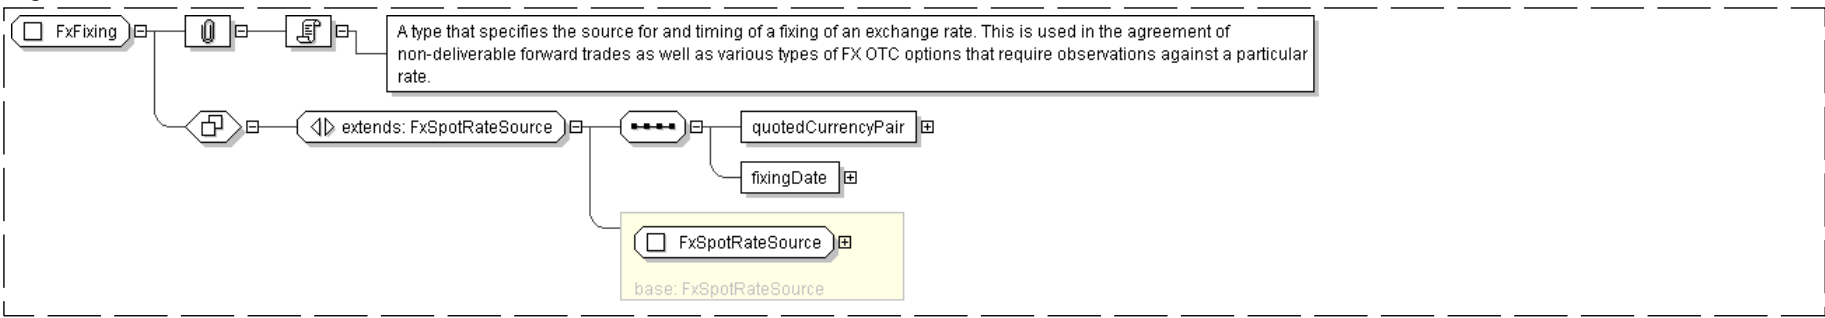 FxFixing
A type that specifies the source for and timing of a fixing of an exchange rate. This is used in the agreement of
non-deliverable forward trades as well as various types of FX OTC options that require observations against a particular
rate.
extends: FxSpotRateSource
quotedCurrencyPair
fixingDate
FxSpotRateSource
base: FxSpotRateSource